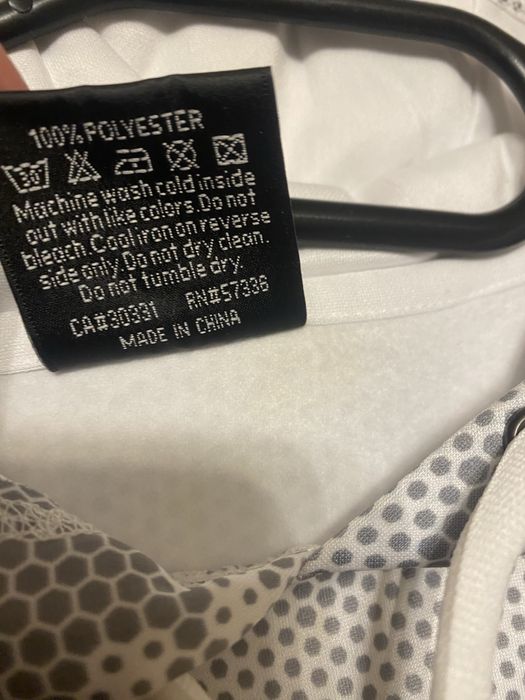 100% POLYESTER
Machine wash cold inside
out with like colors. Do not
bleach. Cool iron on reverse
side only. Do not dry clean.
Do not tumble dry.
CA#30331 RN#57336
MADE IN CHINA